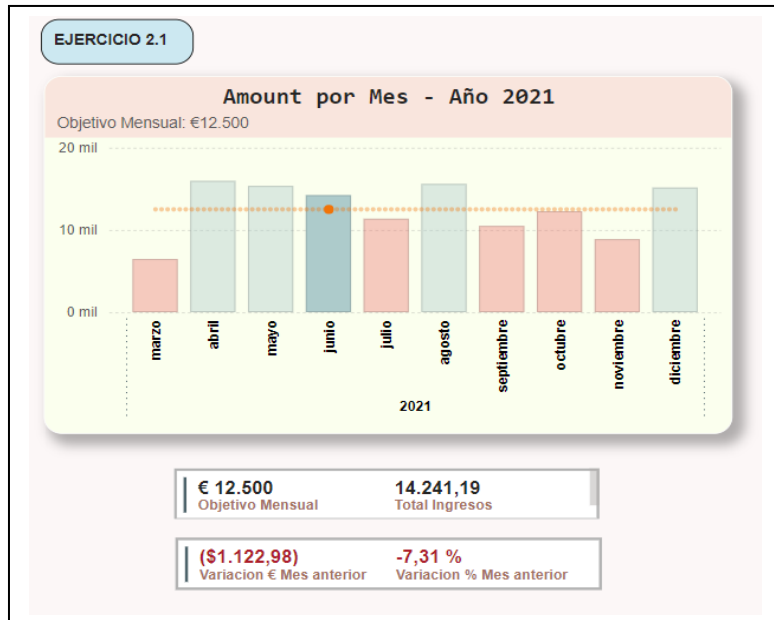 EJERCICIO 2.1
Amount por Mes - Año 2021
Objetivo Mensual: €12.500
20 mil
10 mil
0 mil
marzo
abril
mayo
junio
julio
agosto
septiembre
octubre
noviembre
diciembre
2021
€ 12.500 14.241,19
Objetivo Mensual Total Ingresos
($1.122,98) -7,31 %
Variacion € Mes anterior Variacion % Mes anterior